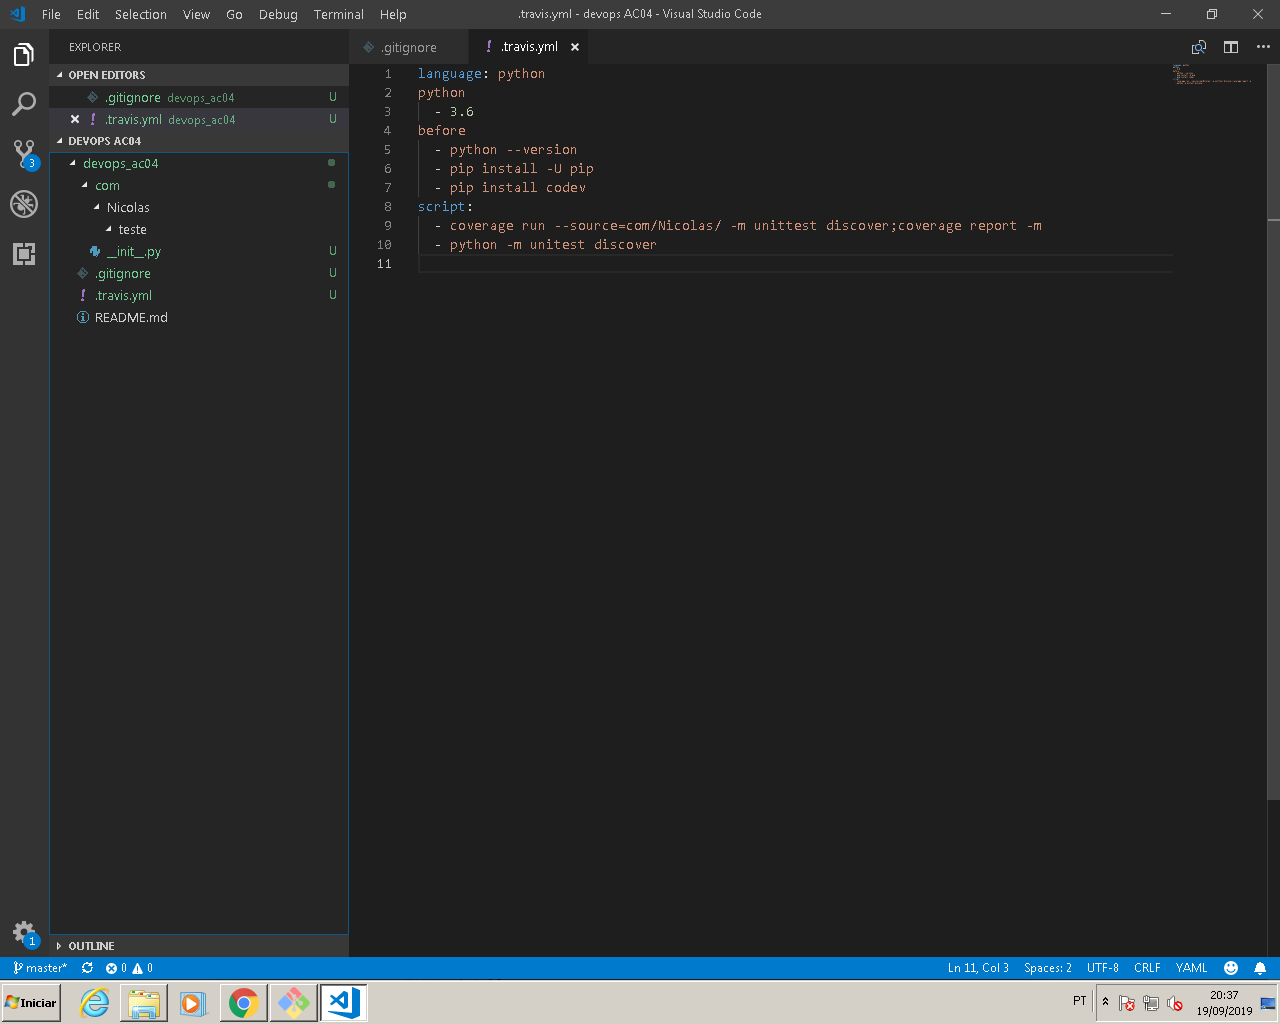 File Edit Selection View Go Debug Terminal Help .travis.yml - devops AC04 - Visual Studio Code
EXPLORER
OPEN EDITORS
.gitignore devops_ac04 U
.travis.yml devops_ac04 U
DEVOPS AC04
devops_ac04
com
Nicolas
teste
__init__.py U
.gitignore U
.travis.yml U
README.md
OUTLINE
3
1
.gitignore .travis.yml
1 language: python
2 python
3 - 3.6
4 before
5 - python --version
6 - pip install -U pip
7 - pip install codev
8 script:
9 - coverage run --source=com/Nicolas/ -m unittest discover;coverage report -m
10 - python -m unitest discover
11
master* 0 0 Ln 11, Col 3 Spaces: 2 UTF-8 CRLF YAML
Iniciar PT 20:37
19/09/2019